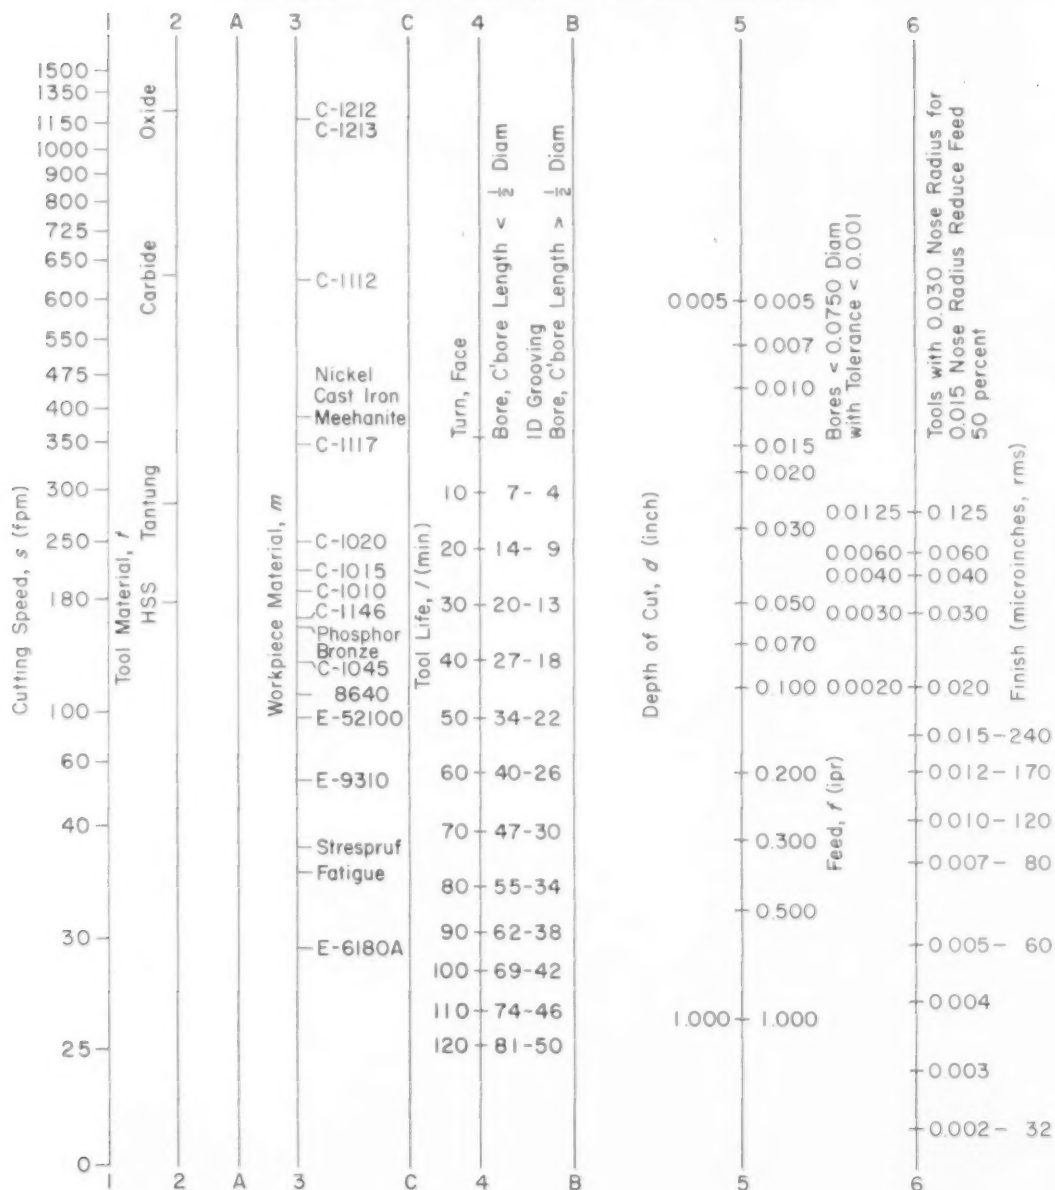 1 2 A 3 C 4 B 5 6
Cutting Speed, s (fpm)
1500
1350
1150
1000
900
800
725
650
600
550
475
400
350
300
250
180
100
60
40
30
25
0
Tool Material, t
Oxide
Carbide
Tantung
HSS
Workpiece Material, m
C-1212
C-1213
C-1112
Nickel
Cast Iron
Meehanite
C-1117
C-1020
C-1015
C-1010
C-1146
Phosphor
Bronze
C-1045
8640
E-52100
E-9310
Strespruf
Fatigue
E-6180A
Tool Life, l (min.)
Turn, Face
Bore, C'bore Length < 1/2 Diam
ID Grooving
Bore, C'bore Length > 1/2 Diam
10 7-4
20 14-9
30 20-13
40 27-18
50 34-22
60 40-26
70 47-30
80 55-34
90 62-38
100 69-42
110 74-46
120 81-50
Depth of Cut, d (inch)
0.005 0.005
0.007
0.010
0.015
0.020
0.030
0.050
0.070
0.100
0.200
0.300
0.500
1.000 1.000
Feed, f (ipr)
Bores < 0.0750 Diam
with Tolerance < 0.001
0.0125 0.125
0.0060 0.060
0.0040 0.040
0.0030 0.030
0.0020 0.020
0.015-240
0.012-170
0.010-120
0.007-80
0.005-60
0.004
0.003
0.002-32
Tools with 0.030 Nose Radius for
0.015 Nose Radius Reduce Feed
50 percent
Finish (microinches, rms)
1 2 A 3 C 4 B 5 6